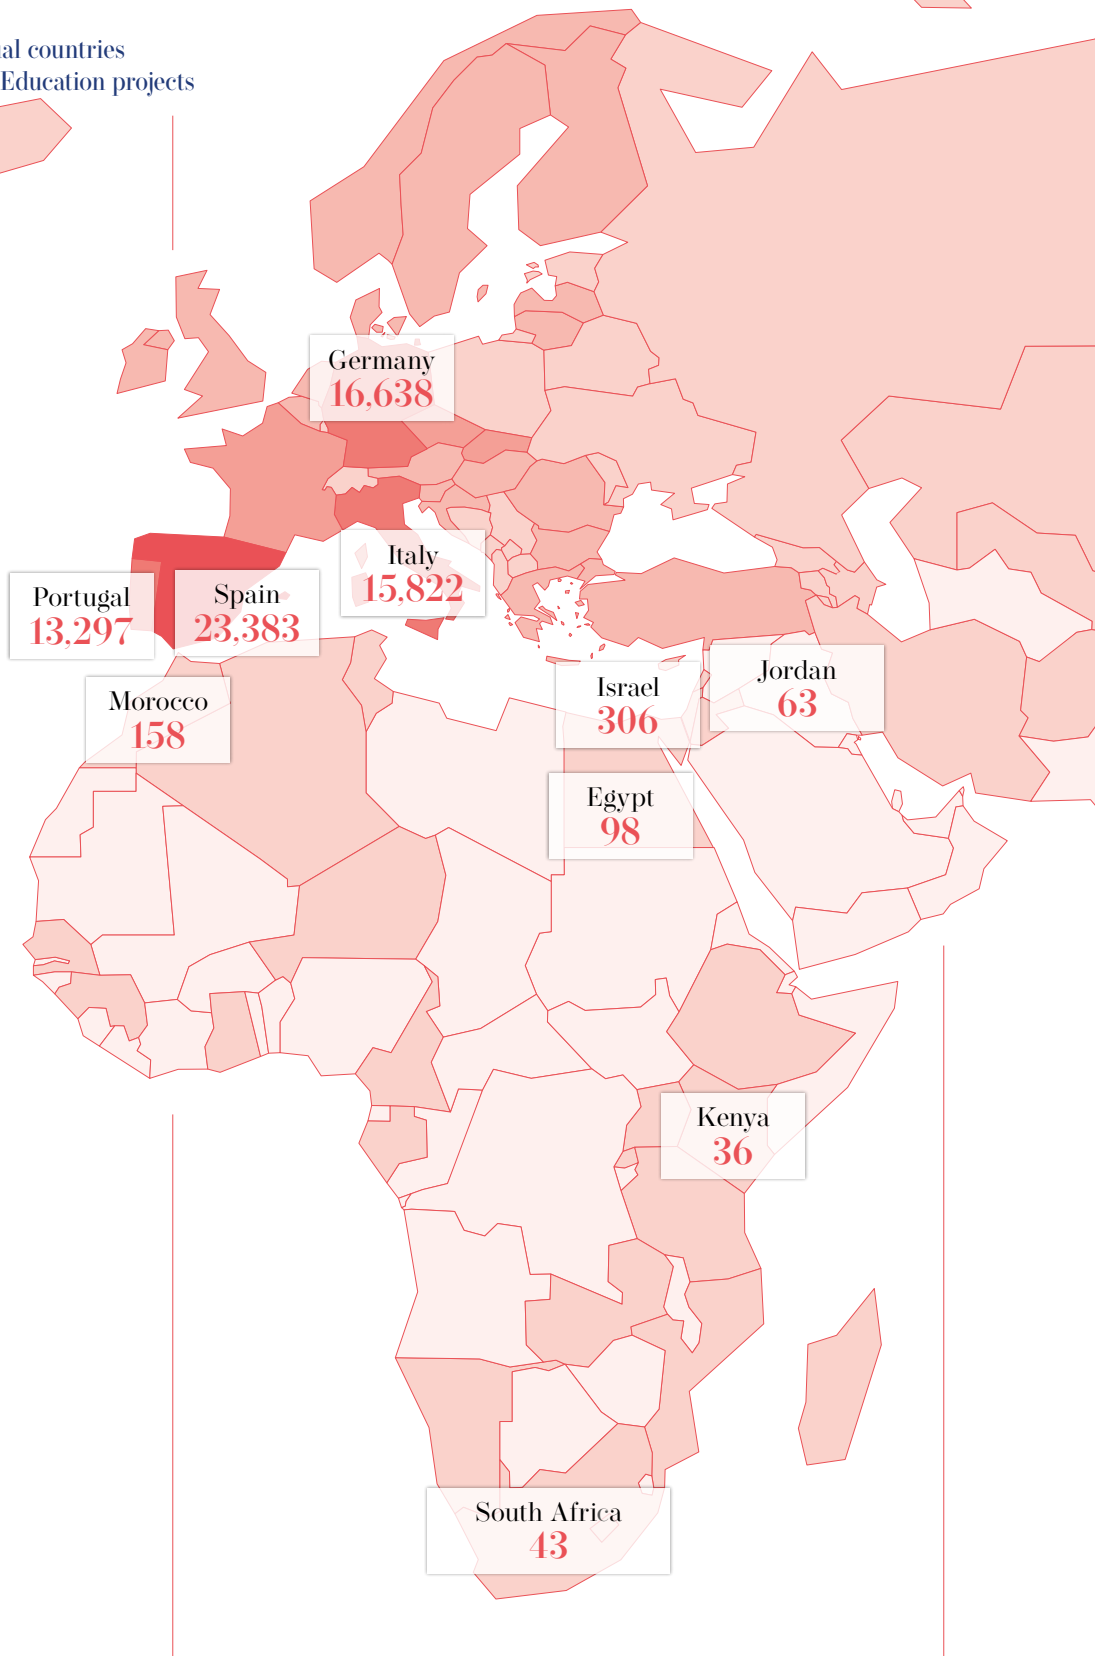 al countries
Education projects
Germany
16,638
Italy
15,822
Portugal
13,297
Spain
23,383
Morocco
158
Israel
306
Jordan
63
Egypt
98
Kenya
36
South Africa
43